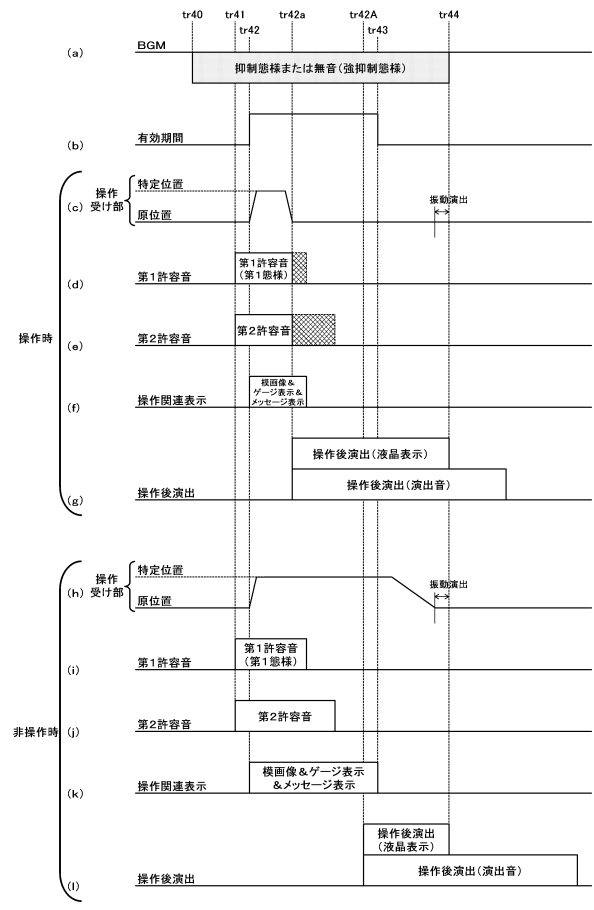 tr40 tr41 tr42a tr42A tr44
tr42 tr43
(a) BGM
抑制態様または無音(強抑制態様)
(b) 有効期間
操作時
(c) 操作受け部
特定位置
原位置
振動演出
(d) 第1許容音
第1許容音
(第1態様)
(e) 第2許容音
第2許容音
(f) 操作関連表示
模画像&
ゲージ表示&
メッセージ表示
操作後演出(液晶表示)
操作後演出(演出音)
(g) 操作後演出
非操作時
(h) 操作受け部
特定位置
原位置
振動演出
(i) 第1許容音
第1許容音
(第1態様)
(j) 第2許容音
第2許容音
(k) 操作関連表示
模画像&ゲージ表示
&メッセージ表示
操作後演出
(液晶表示)
操作後演出(演出音)
(l) 操作後演出